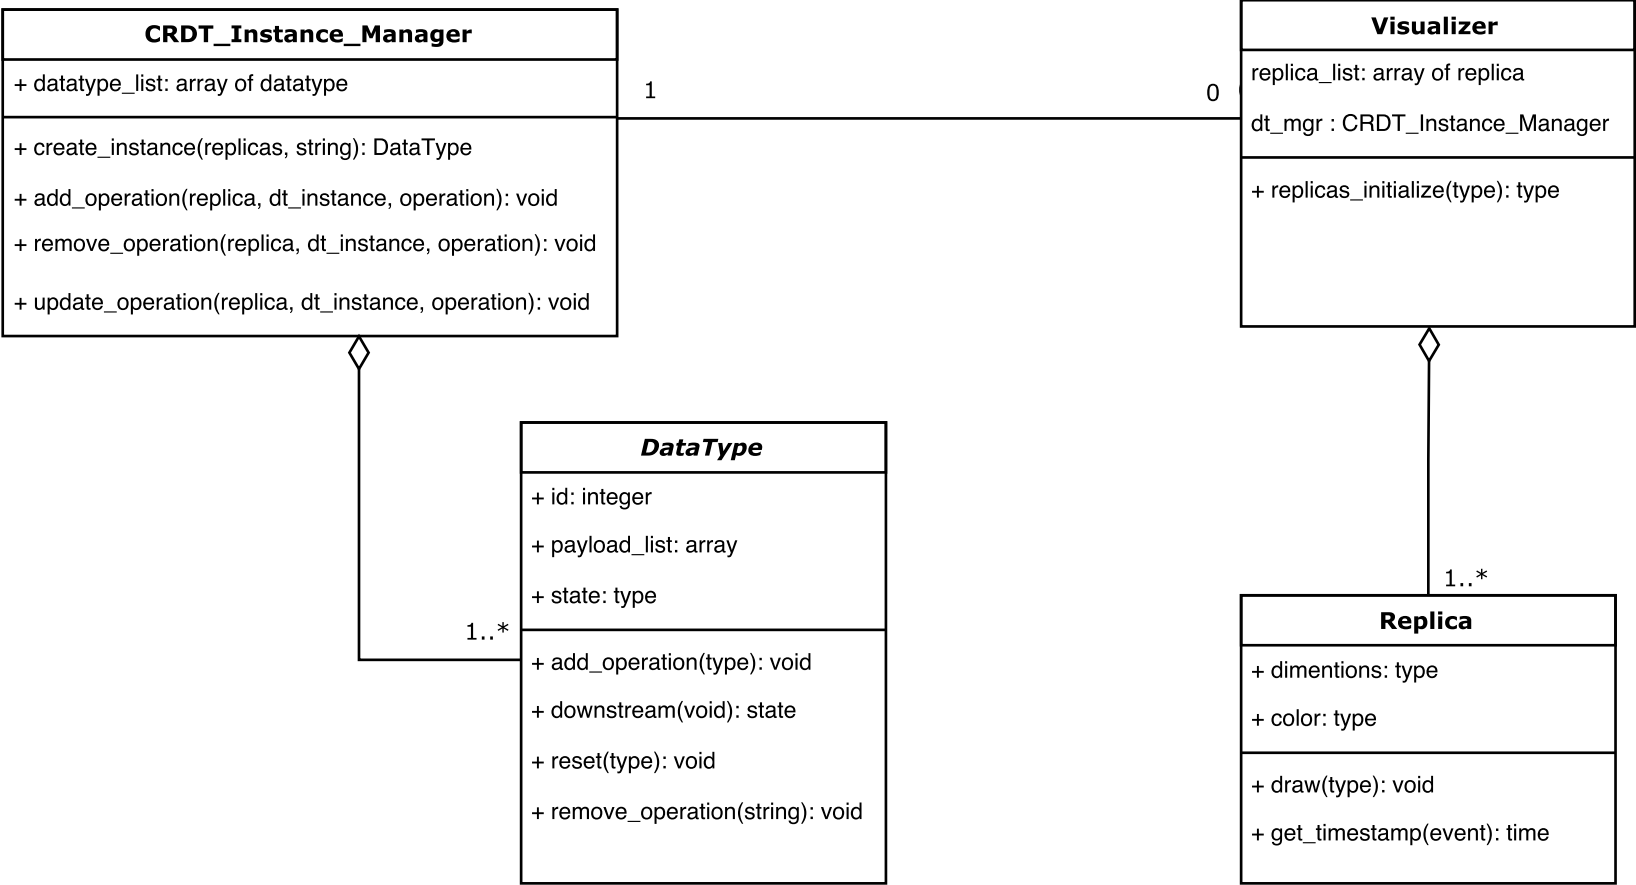 CRDT_Instance_Manager
+ datatype_list: array of datatype
+ create_instance(replicas, string): DataType
+ add_operation(replica, dt_instance, operation): void
+ remove_operation(replica, dt_instance, operation): void
+ update_operation(replica, dt_instance, operation): void
1
0
Visualizer
replica_list: array of replica
dt_mgr : CRDT_Instance_Manager
+ replicas_initialize(type): type
DataType
+ id: integer
+ payload_list: array
+ state: type
+ add_operation(type): void
+ downstream(void): state
+ reset(type): void
+ remove_operation(string): void
1..*
1..*
Replica
+ dimentions: type
+ color: type
+ draw(type): void
+ get_timestamp(event): time